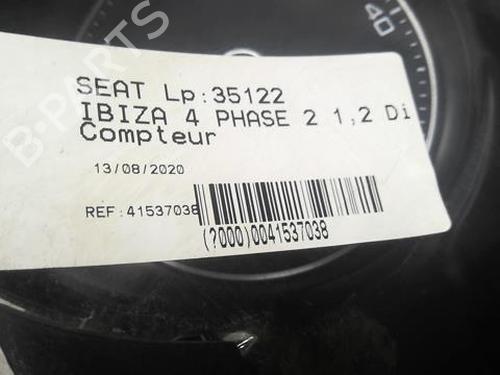 40
B-PARTS
SEAT Lp:35122
IBIZA 4 PHASE 2 1,2 Di
Compteur
13/08/2020
REF:41537038
(?000)0041537038